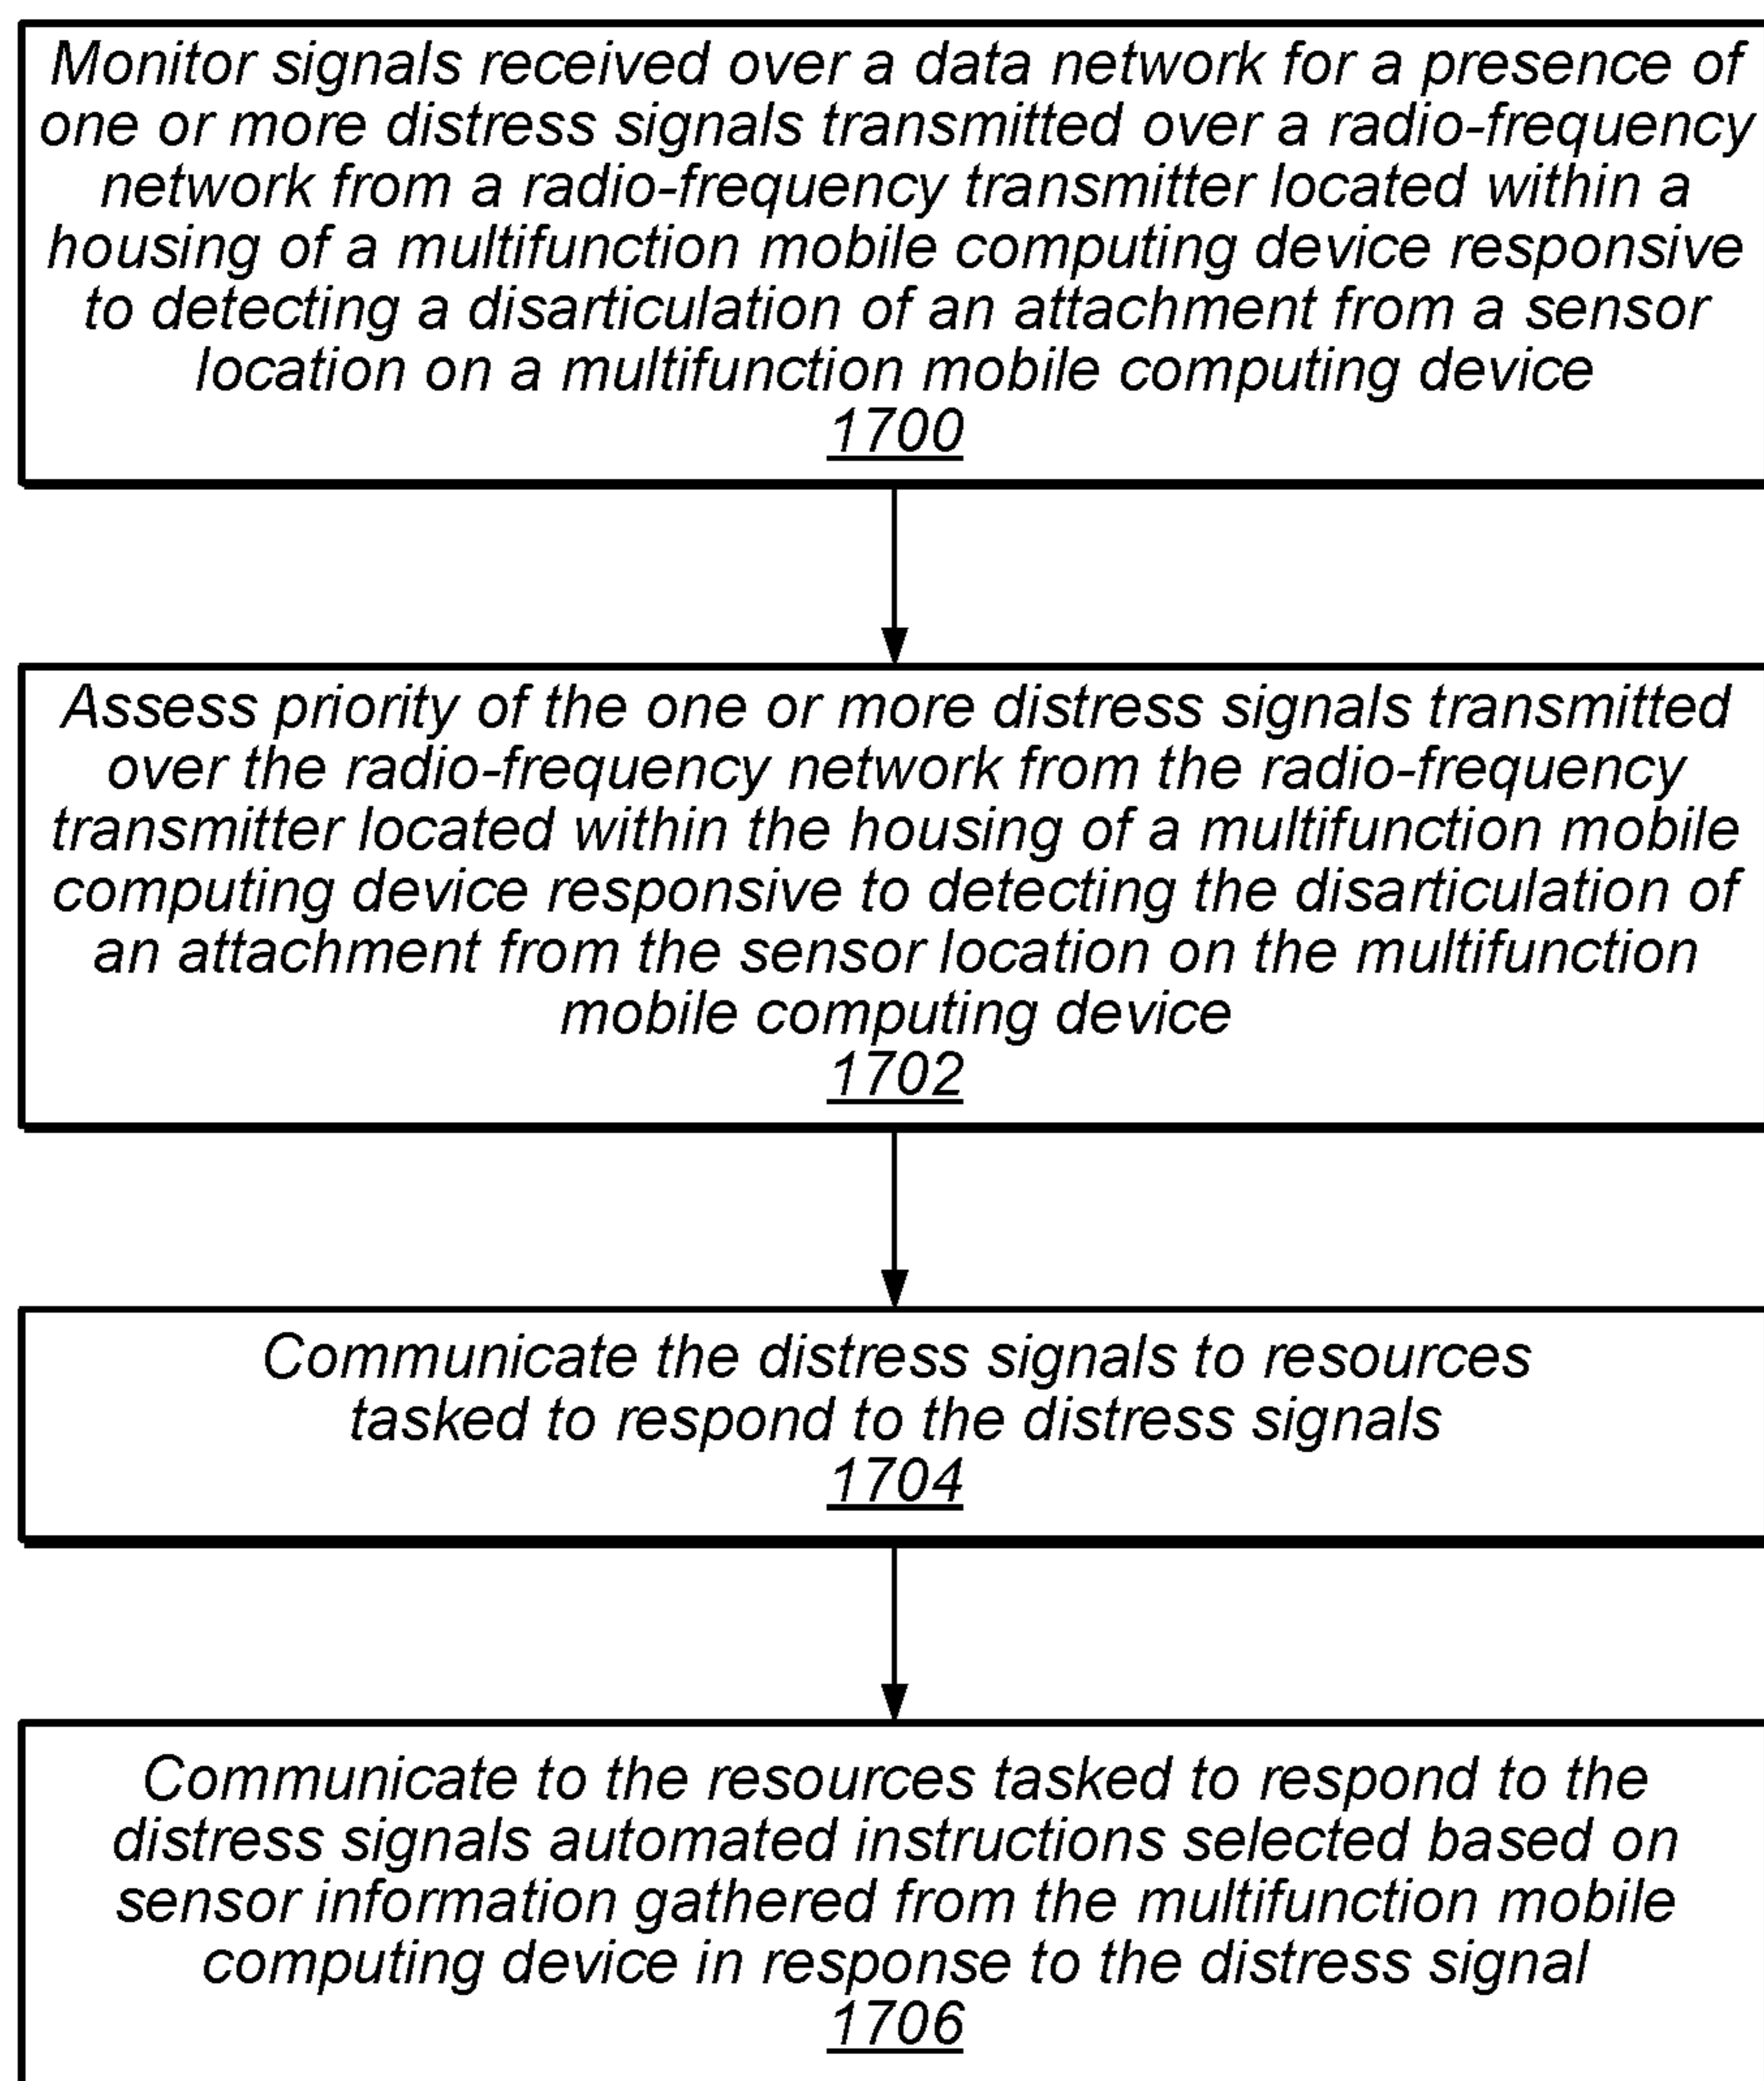 Monitor signals received over a data network for a presence of
one or more distress signals transmitted over a radio-frequency
network from a radio-frequency transmitter located within a
housing of a multifunction mobile computing device responsive
to detecting a disarticulation of an attachment from a sensor
location on a multifunction mobile computing device
1700
Assess priority of the one or more distress signals transmitted
over the radio-frequency network from the radio-frequency
transmitter located within the housing of a multifunction mobile
computing device responsive to detecting the disarticulation of
an attachment from the sensor location on the multifunction
mobile computing device
1702
Communicate the distress signals to resources
tasked to respond to the distress signals
1704
Communicate to the resources tasked to respond to the
distress signals automated instructions selected based on
sensor information gathered from the multifunction mobile
computing device in response to the distress signal
1706